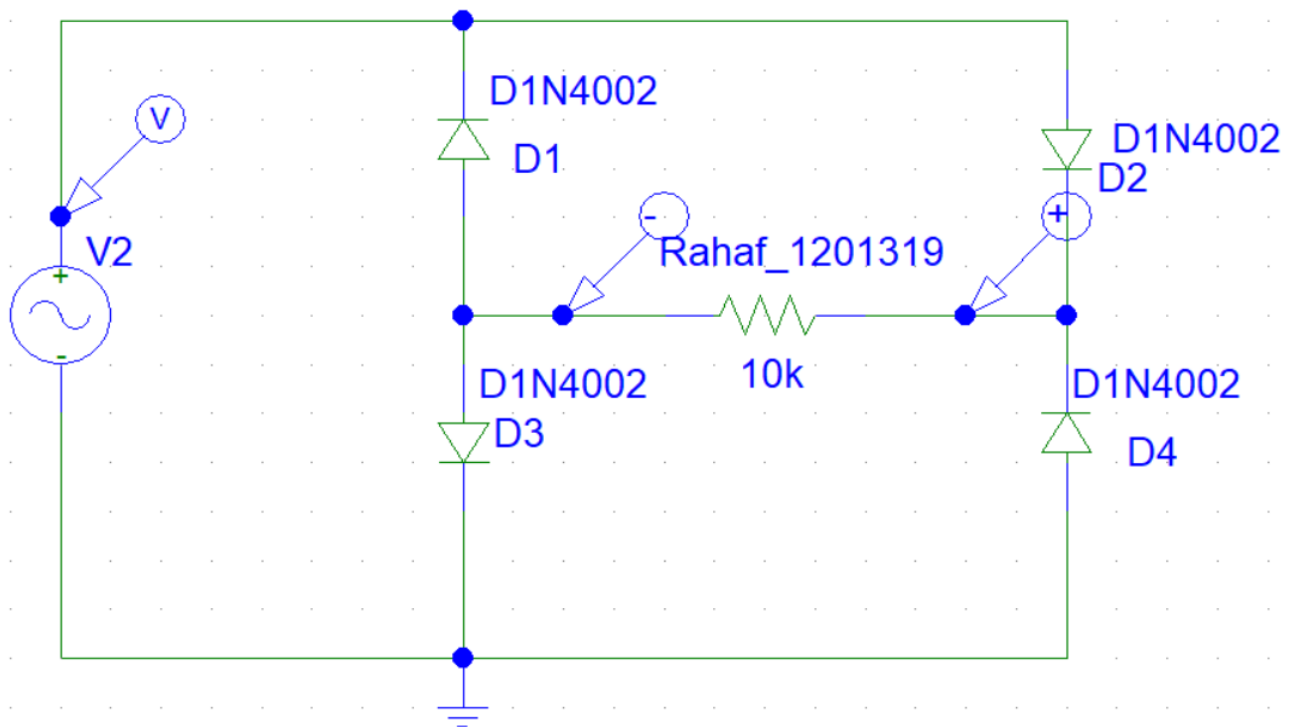 D1N4002
D1
V
D1N4002
D2
-
+
V2
+
-
Rahaf_1201319
10k
D1N4002
D3
D1N4002
D4